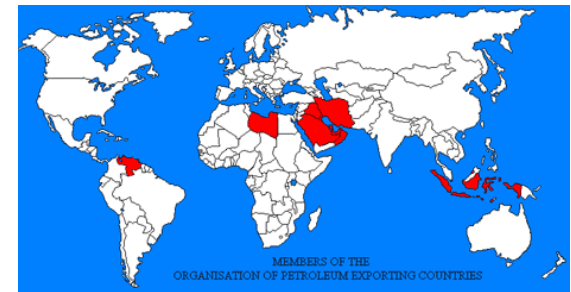 MEMBERS OF THE
ORGANISATION OF PETROLEUM EXPORTING COUNTRIES